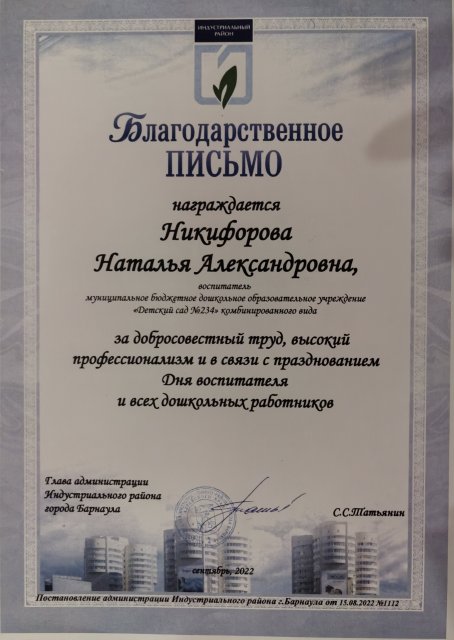 ИНДУСТРИАЛЬНЫЙ
РАЙОН
Благодарственное
ПИСЬМО
награждается
Никифорова
Наталья Александровна,
воспитатель
муниципальное бюджетное дошкольное образовательное учреждение
«Детский сад №234» комбинированного вида
за добросовестный труд, высокий
профессионализм и в связи с празднованием
Дня воспитателя
и всех дошкольных работников
Глава администрации
Индустриального района
города Барнаула
С.С.Татьянин
сентябрь, 2022
Постановление администрации Индустриального района г.Барнаула от 15.08.2022 №1112